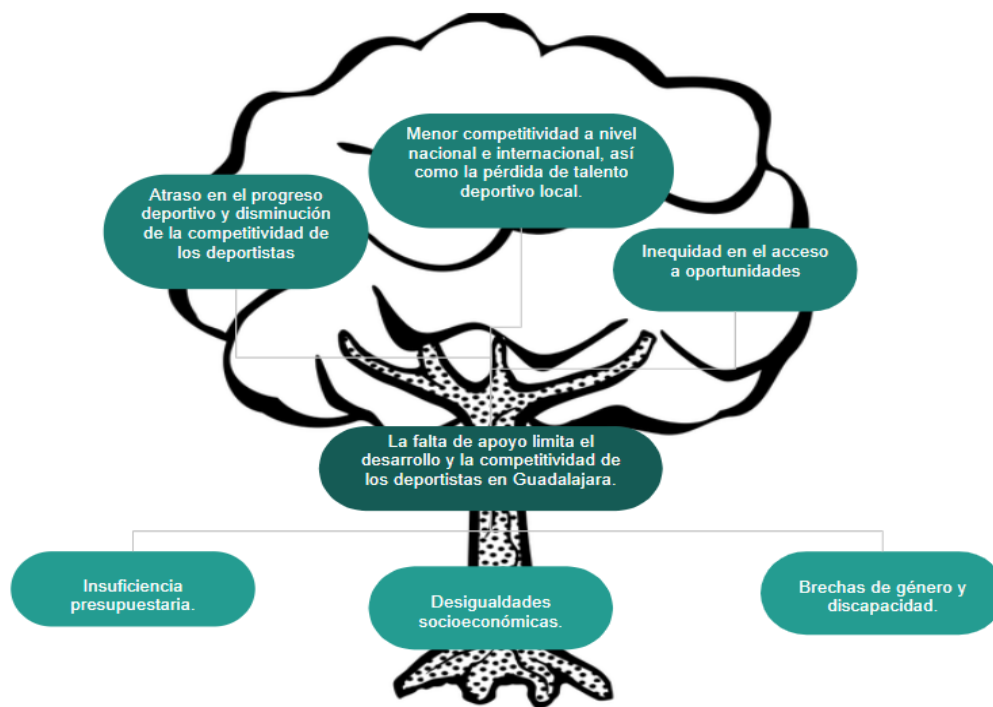 Menor competitividad a nivel
nacional e internacional, así
como la pérdida de talento
deportivo local.
Atraso en el progreso
deportivo y disminución
de la competitividad de
los deportistas
Inequidad en el acceso
a oportunidades
La falta de apoyo limita el
desarrollo y la competitividad de
los deportistas en Guadalajara.
Insuficiencia
presupuestaria.
Desigualdades
socioeconómicas.
Brechas de género y
discapacidad.